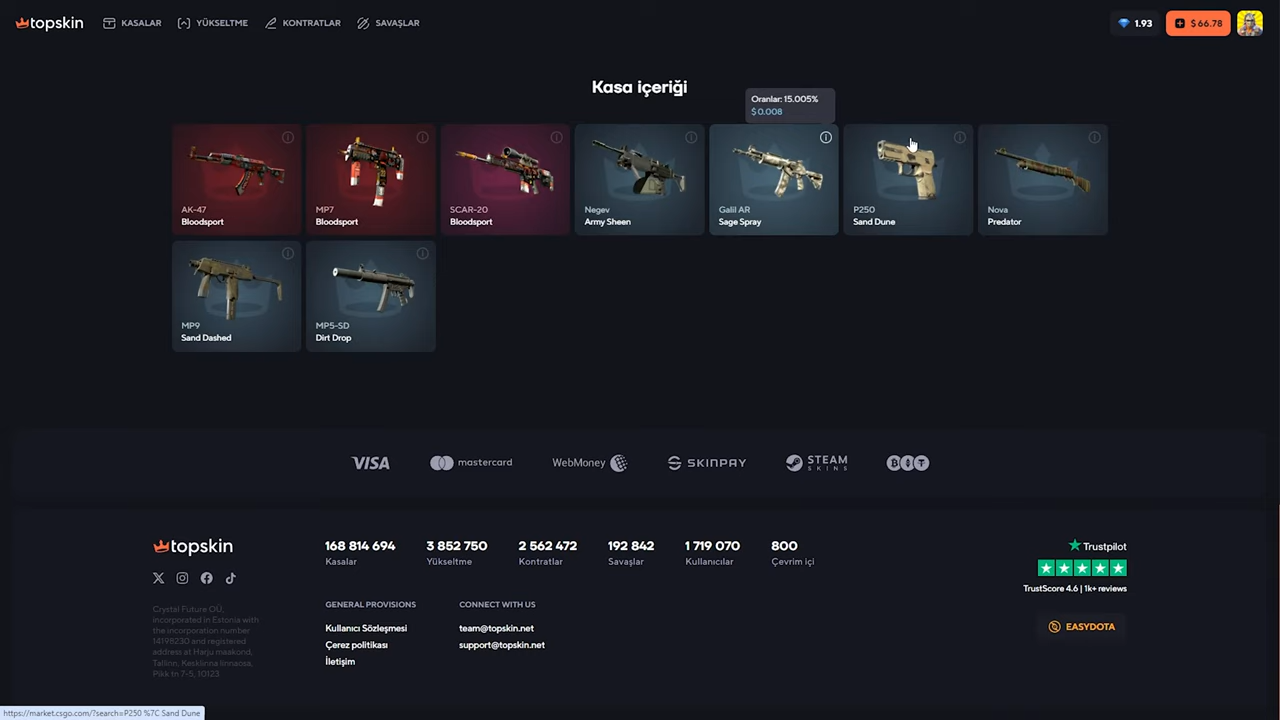 topskin KASALAR YÜKSELTME KONTRATLAR SAVAŞLAR 1.93 $ 66.78
Kasa içeriği
Oranlar: 15.005%
$ 0.008
AK-47
Bloodsport
MP7
Bloodsport
SCAR-20
Bloodsport
Negev
Army Sheen
Galil AR
Sage Spray
P250
Sand Dune
Nova
Predator
MP9
Sand Dashed
MP5-SD
Dirt Drop
VISA mastercard WebMoney SKINPAY STEAM SKINS
topskin
168 814 694
Kasalar
3 852 750
Yükseltme
2 562 472
Kontratlar
192 842
Savaşlar
1 719 070
Kullanıcılar
800
Çevrim içi
Trustpilot
TrustScore 4.6 | 1k+ reviews
Crystal Future OÜ,
incorporated in Estonia with
the incorporation number
14198230 and registered
address at Harju maakond,
Tallinn, Kesklinna linnaosa,
Pikk tn 7-5, 10123
GENERAL PROVISIONS
Kullanıcı Sözleşmesi
Çerez politikası
İletişim
CONNECT WITH US
team@topskin.net
support@topskin.net
EASYDOTA
https://market.csgo.com/?search=P250 %7C Sand Dune